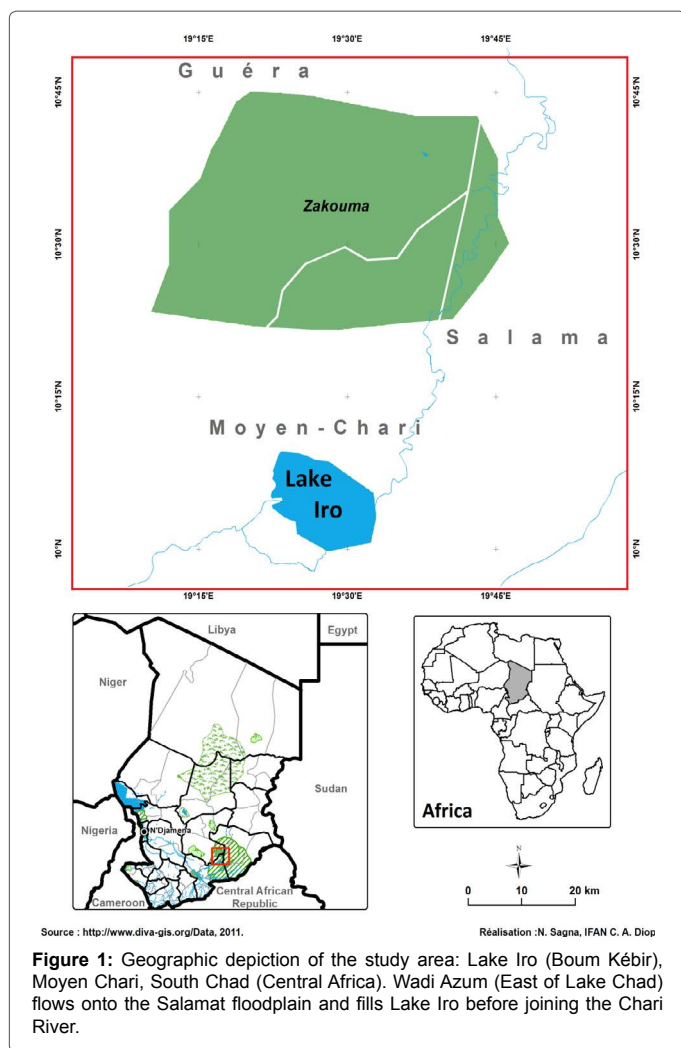 19°15'E 19°30'E 19°45'E
Guéra
10°45'N 10°45'N
Zakouma
10°30'N 10°30'N
Salama
10°15'N 10°15'N
Moyen-Chari
Lake
Iro
10°N 10°N
19°15'E 19°30'E 19°45'E
Libya
Egypt
Niger
Sudan
Nigeria
N'Djamena
Cameroon
Central African
Republic
Africa
N
0 10 20 km
Source : http://www.diva-gis.org/Data, 2011.
Réalisation :N. Sagna, IFAN C. A. Diop
Figure 1: Geographic depiction of the study area: Lake Iro (Boum Kébir),
Moyen Chari, South Chad (Central Africa). Wadi Azum (East of Lake Chad)
flows onto the Salamat floodplain and fills Lake Iro before joining the Chari
River.